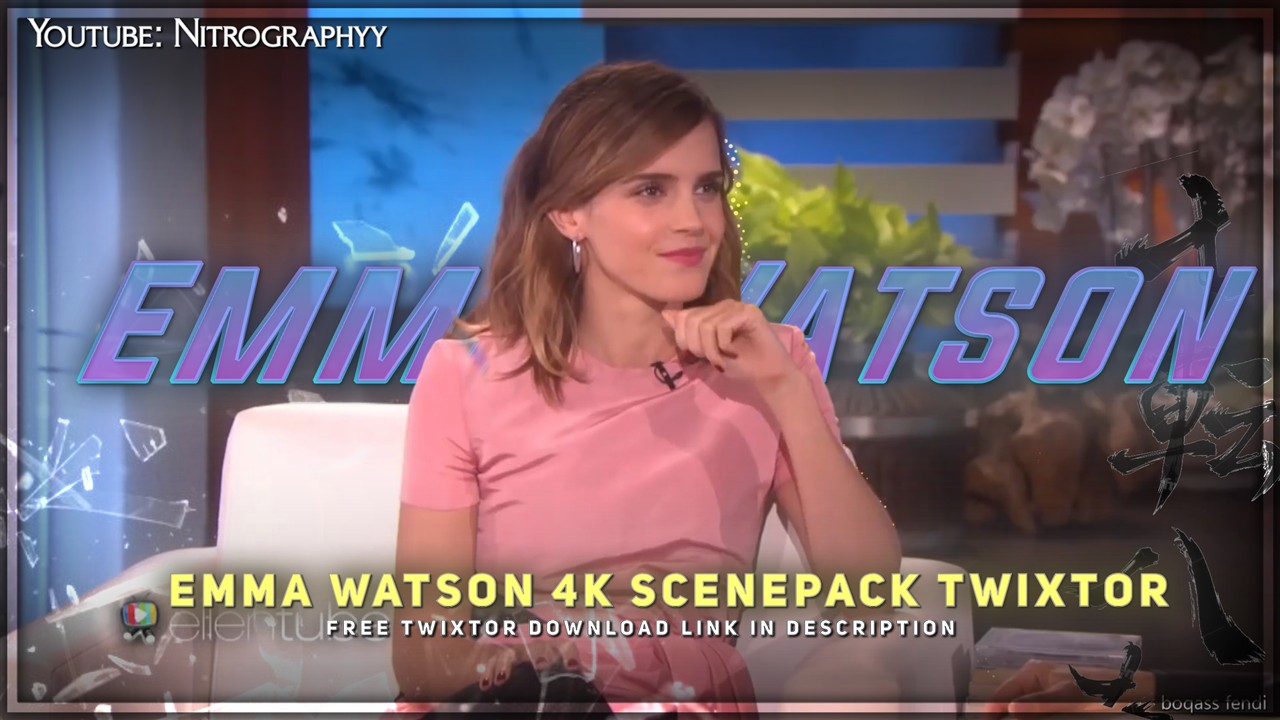 YOUTUBE: NITROGRAPHYY
EMMA WATSON
EMMA WATSON 4K SCENEPACK TWIXTOR
ellentube
FREE TWIXTOR DOWNLOAD LINK IN DESCRIPTION
boqass fendi